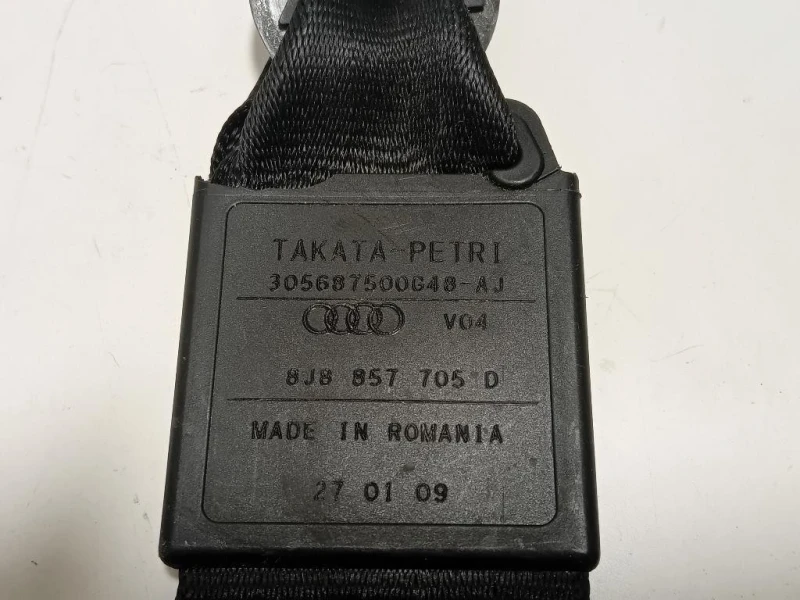 TAKATA-PETRI
305687500G48-AJ
V04
8J8 857 705 D
MADE IN ROMANIA
27 01 09